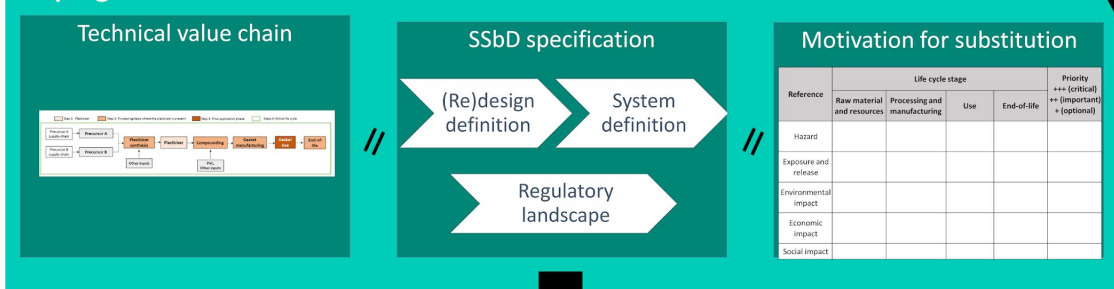 Technical value chain
Step 1: Plasticiser
Step 2: Processing steps where the plasticiser is present
Step 3: Final application phase
Step 4: Entire life cycle
Precursor A
supply-chain
Precursor A
Precursor B
supply-chain
Precursor B
Plasticiser
synthesis
Other inputs
Plasticiser
Compounding
PVC,
Other inputs
Gasket
manufacturing
Gasket
use
End-of-
life
//
SSbD specification
(Re)design
definition
System
definition
Regulatory
landscape
//
Motivation for substitution
Reference
Life cycle stage
Priority
+++ (critical)
++ (important)
+ (optional)
Raw material
and resources
Processing and
manufacturing
Use
End-of-life
Hazard
Exposure and
release
Environmental
impact
Economic
impact
Social impact